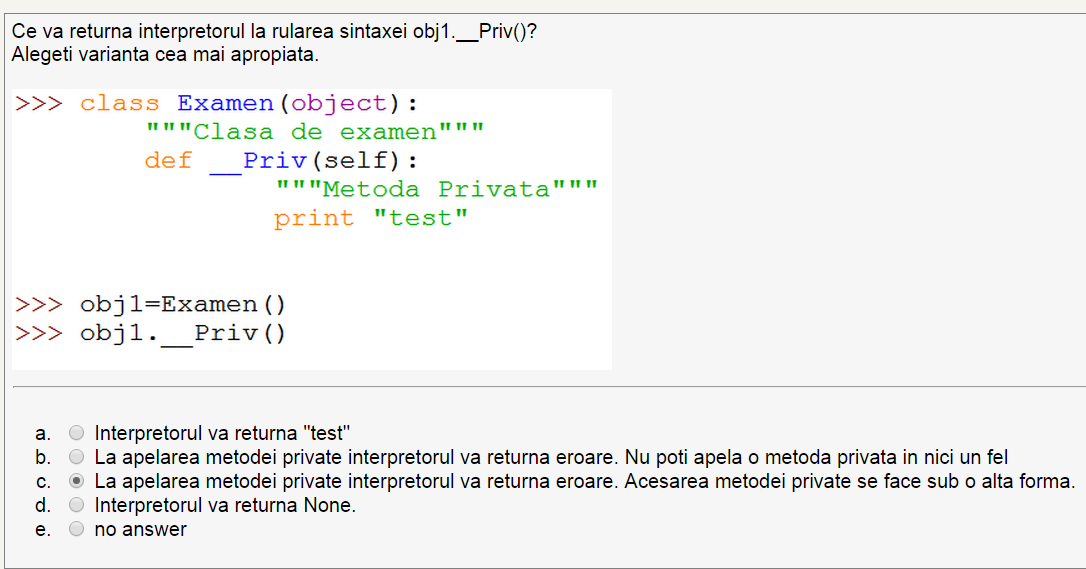 Ce va returna interpretorul la rularea sintaxei obj1.__Priv()?
Alegeti varianta cea mai apropiata.
>>> class Examen(object):
"""Clasa de examen"""
def __Priv(self):
"""Metoda Privata"""
print "test"
>>> obj1=Examen()
>>> obj1.__Priv()
a. Interpretorul va returna "test"
b. La apelarea metodei private interpretorul va returna eroare. Nu poti apela o metoda privata in nici un fel
c. La apelarea metodei private interpretorul va returna eroare. Acesarea metodei private se face sub o alta forma.
d. Interpretorul va returna None.
e. no answer